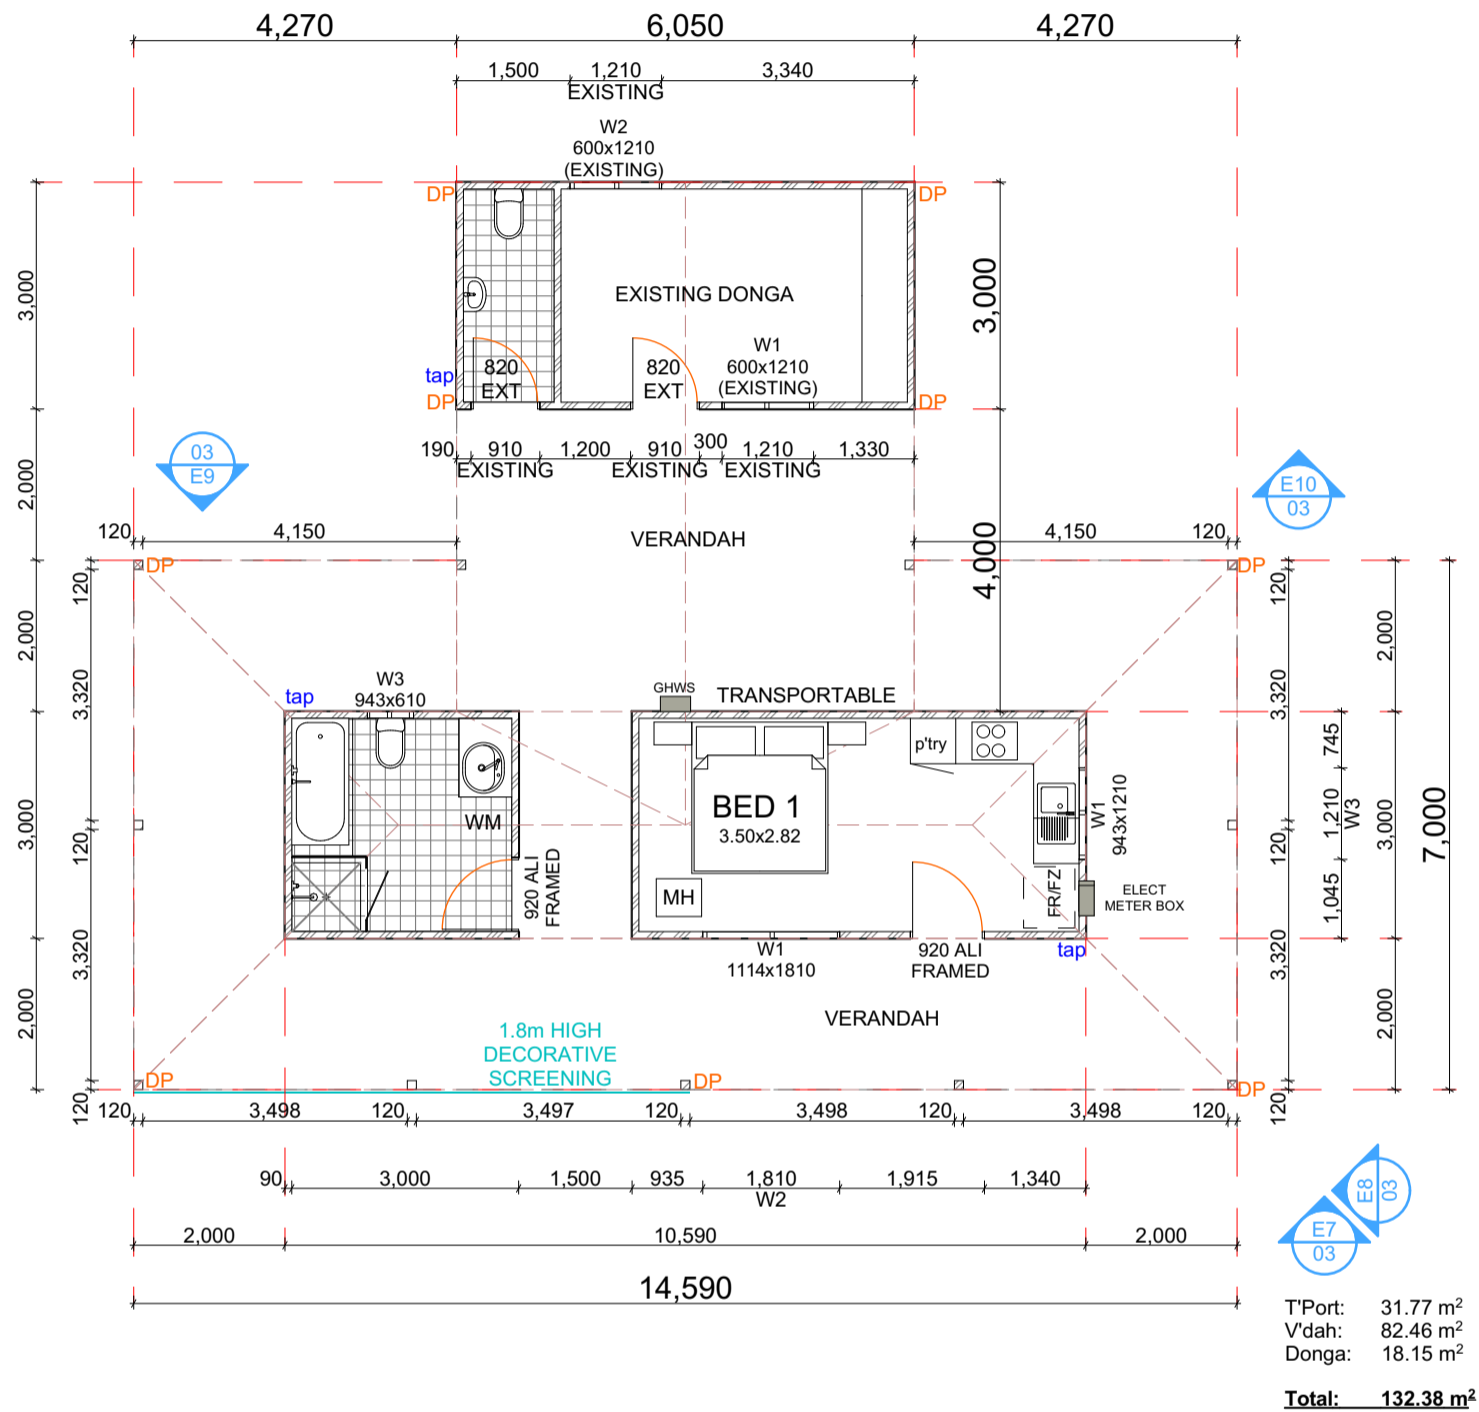 4,270
6,050
4,270
1,500
1,210
3,340
EXISTING
W2
600x1210
(EXISTING)
DP
DP
3,000
EXISTING DONGA
3,000
W1
600x1210
(EXISTING)
820
EXT
820
EXT
tap
DP
DP
190
910
1,200
910
300
1,210
1,330
EXISTING
EXISTING
EXISTING
03
E9
E10
03
2,000
120
4,150
VERANDAH
4,000
4,150
120
DP
DP
120
120
2,000
2,000
3,320
3,320
tap
W3
943x610
GHWS
TRANSPORTABLE
p'try
745
BED 1
3.50x2.82
W1
943x1210
1,210
W3
3,000
7,000
3,000
120
120
WM
920 ALI
FRAMED
MH
FR/FZ
ELECT
METER BOX
1,045
W1
1114x1810
920 ALI
FRAMED
tap
3,320
3,320
2,000
2,000
VERANDAH
1.8m HIGH
DECORATIVE
SCREENING
DP
DP
DP
120
120
120
3,498
120
3,497
120
3,498
120
3,498
120
90
3,000
1,500
935
1,810
1,915
1,340
W2
E8
03
E7
03
2,000
10,590
2,000
14,590
T'Port: 31.77 m²
V'dah: 82.46 m²
Donga: 18.15 m²
Total: 132.38 m²